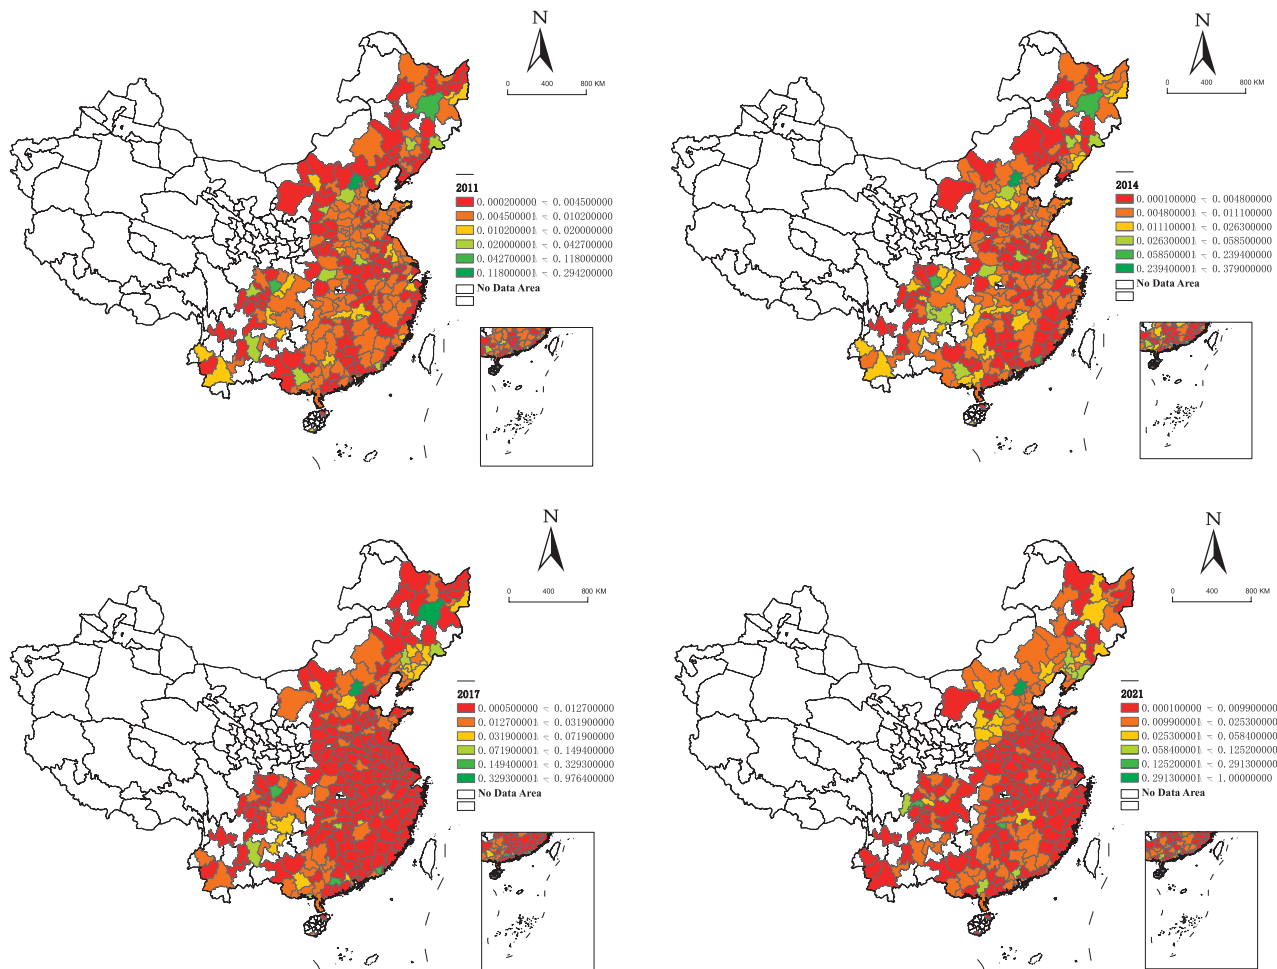 N
0 400 800 KM
2011
0.000200000 ~ 0.004500000
0.004500001 ~ 0.010200000
0.010200001 ~ 0.020000000
0.020000001 ~ 0.042700000
0.042700001 ~ 0.118000000
0.118000001 ~ 0.294200000
No Data Area
N
0 400 800 KM
2014
0.000100000 ~ 0.004800000
0.004800001 ~ 0.011100000
0.011100001 ~ 0.026300000
0.026300001 ~ 0.058500000
0.058500001 ~ 0.239400000
0.239400001 ~ 0.379000000
No Data Area
N
0 400 800 KM
2017
0.000500000 ~ 0.012700000
0.012700001 ~ 0.031900000
0.031900001 ~ 0.071900000
0.071900001 ~ 0.149400000
0.149400001 ~ 0.329300000
0.329300001 ~ 0.976400000
No Data Area
N
0 400 800 KM
2021
0.000100000 ~ 0.009900000
0.009900001 ~ 0.025300000
0.025300001 ~ 0.058400000
0.058400001 ~ 0.125200000
0.125200001 ~ 0.291300000
0.291300001 ~ 1.00000000
No Data Area